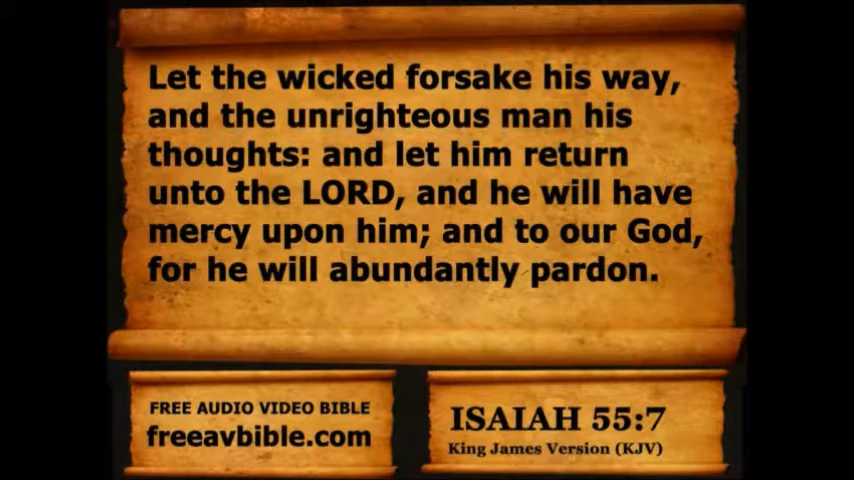 Let the wicked forsake his way,
and the unrighteous man his
thoughts: and let him return
unto the LORD, and he will have
mercy upon him; and to our God,
for he will abundantly pardon.
FREE AUDIO VIDEO BIBLE
freeavbible.com
ISAIAH 55:7
King James Version (KJV)